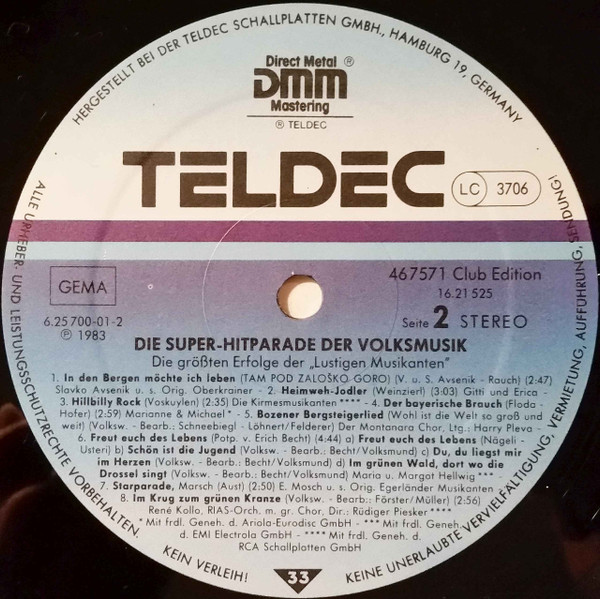 HERGESTELLT BEI DER TELDEC SCHALLPLATTEN GMBH., HAMBURG 19, GERMANY
Direct Metal ®
DMM
Mastering
® TELDEC
TELDEC
LC 3706
GEMA
467571 Club Edition
16.21 525
6.25 700-01-2
Seite 2 STEREO
℗ 1983
DIE SUPER-HITPARADE DER VOLKSMUSIK
Die größten Erfolge der „Lustigen Musikanten"
1. In den Bergen möchte ich leben (TAM POD ZALOŠKO GORO) (V. u. S. Avsenik - Rauch) (2:47)
Slavko Avsenik u. s. Orig. Oberkrainer - 2. Heimweh-Jodler (Weinzierl) (3:03) Gitti und Erica -
3. Hillbilly Rock (Voskuylen) (2:35) Die Kirmesmusikanten **** - 4. Der bayerische Brauch (Floda -
Hofer) (2:59) Marianne & Michael * - 5. Bozener Bergsteigerlied (Wohl ist die Welt so groß und
weit) (Volksw. - Bearb.: Schneebiegl - Löhnert/Felderer) Der Montanara Chor, Ltg.: Harry Pleva -
6. Freut euch des Lebens (Potp. v. Erich Becht) (4:44) a) Freut euch des Lebens (Nägeli -
Usteri) b) Schön ist die Jugend (Volksw. - Bearb.: Becht/Volksmund) c) Du, du liegst mir
im Herzen (Volksw. - Bearb.: Becht/Volksmund) d) Im grünen Wald, dort wo die
Drossel singt (Volksw. - Bearb.: Becht/Volksmund) Maria u. Margot Hellwig *** -
7. Starparade, Marsch (Aust) (2:50) E. Mosch u. s. Orig. Egerländer Musikanten -
8. Im Krug zum grünen Kranze (Volksw. - Bearb.: Förster/Müller) (2:56)
René Kollo, RIAS-Orch. m. gr. Chor, Dir.: Rüdiger Piesker ****
* Mit frdl. Geneh. d. Ariola-Eurodisc GmbH - *** Mit frdl. Geneh.
d. EMI Electrola GmbH - **** Mit frdl. Geneh. d.
RCA Schallplatten GmbH
33
ALLE URHEBER- UND LEISTUNGSSCHUTZRECHTE VORBEHALTEN.
KEIN VERLEIH!
KEINE UNERLAUBTE VERVIELFÄLTIGUNG, VERMIETUNG, AUFFÜHRUNG, SENDUNG!